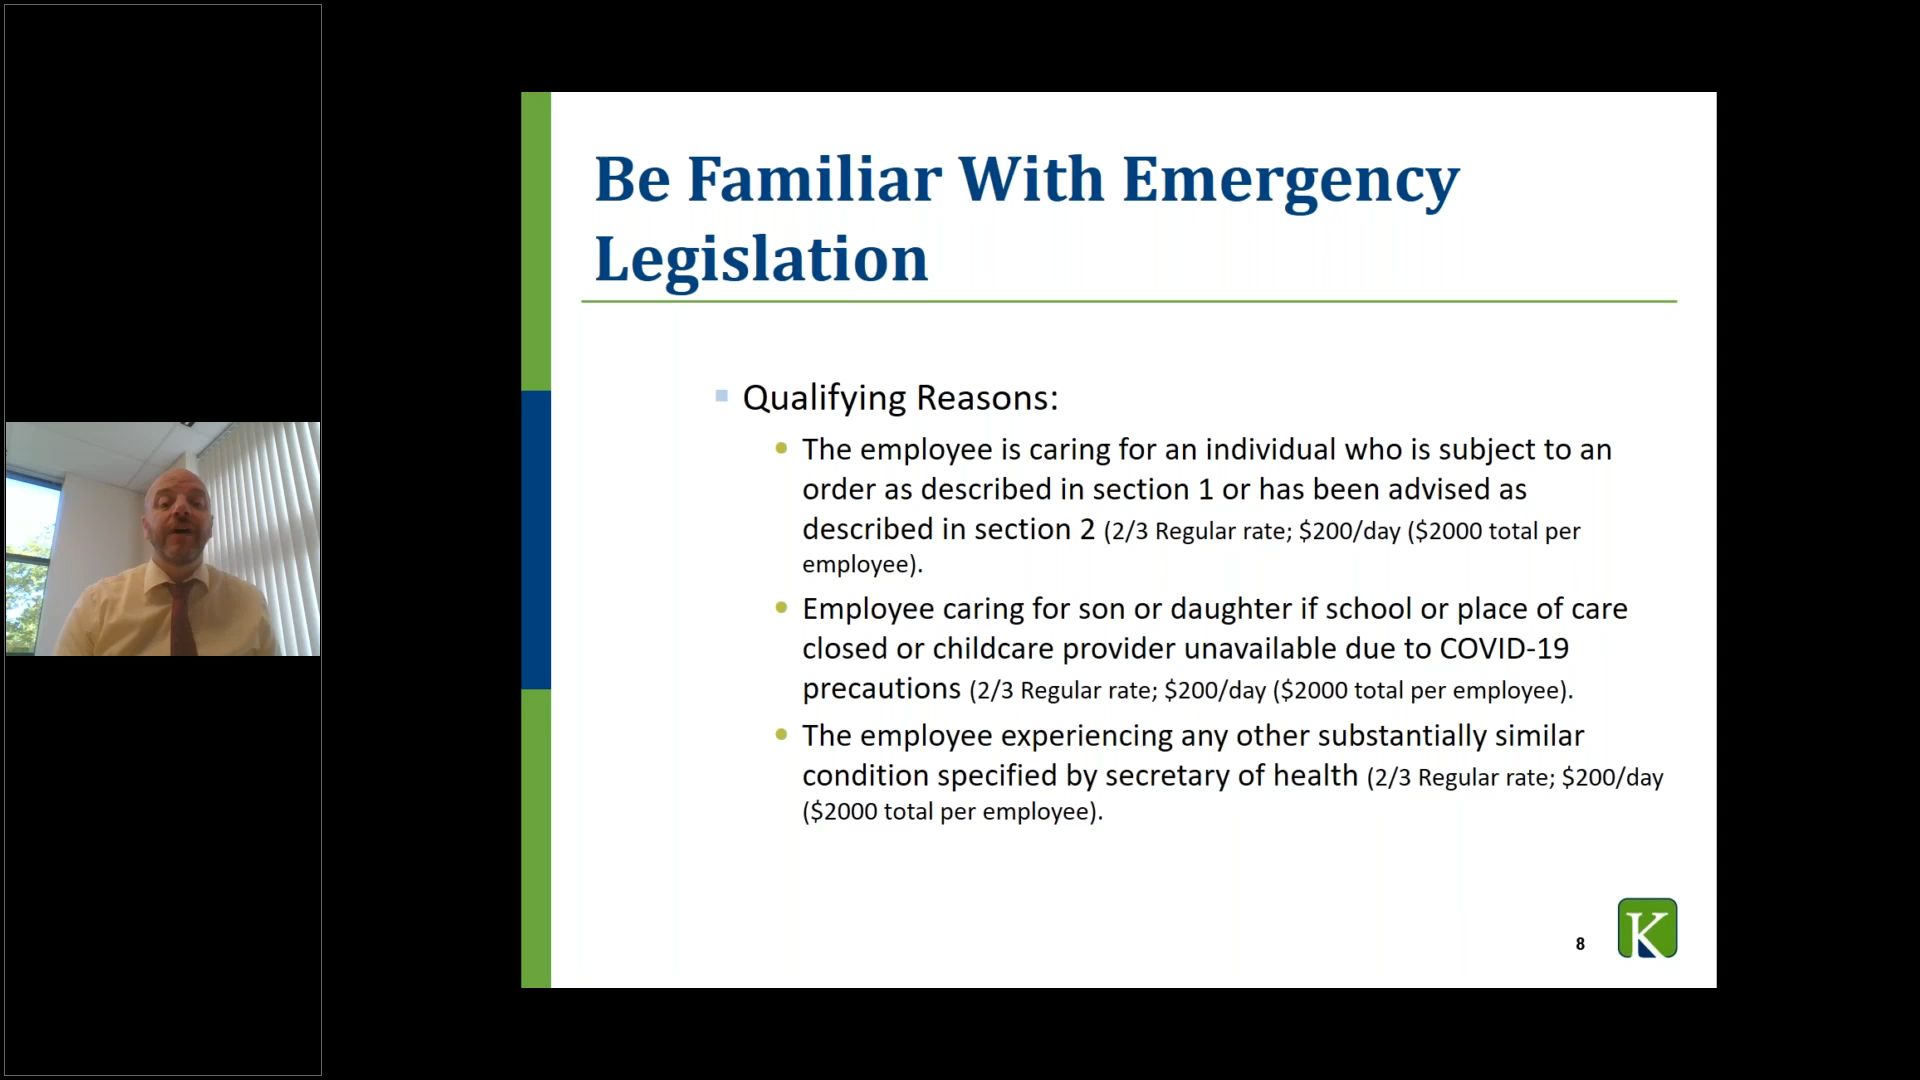 Be Familiar With Emergency
Legislation
Qualifying Reasons:
The employee is caring for an individual who is subject to an
order as described in section 1 or has been advised as
described in section 2 (2/3 Regular rate; $200/day ($2000 total per
employee).
Employee caring for son or daughter if school or place of care
closed or childcare provider unavailable due to COVID-19
precautions (2/3 Regular rate; $200/day ($2000 total per employee).
The employee experiencing any other substantially similar
condition specified by secretary of health (2/3 Regular rate; $200/day
($2000 total per employee).
8
K